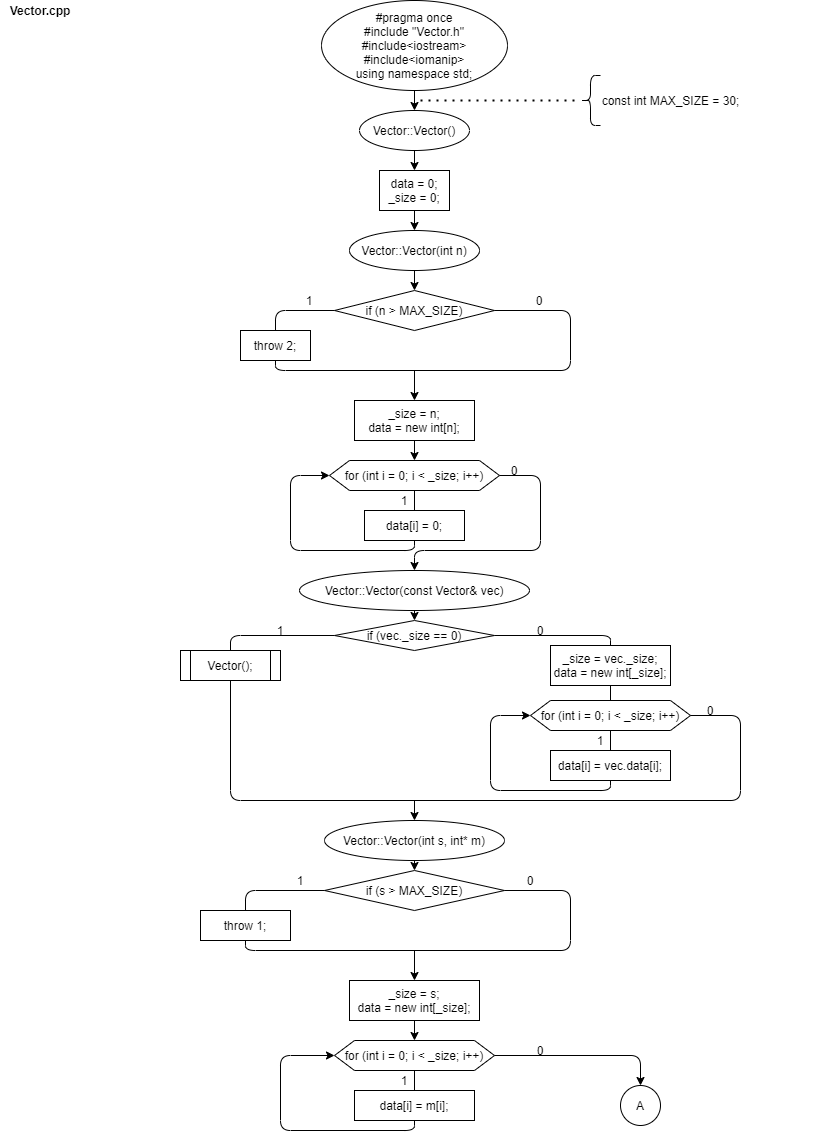 Vector.cpp
#pragma once
#include "Vector.h"
#include<iostream>
#include<iomanip>
using namespace std;
const int MAX_SIZE = 30;
Vector::Vector()
data = 0;
_size = 0;
Vector::Vector(int n)
1
if (n > MAX_SIZE)
0
throw 2;
_size = n;
data = new int[n];
for (int i = 0; i < _size; i++)
0
1
data[i] = 0;
Vector::Vector(const Vector& vec)
1
if (vec._size == 0)
0
Vector();
_size = vec._size;
data = new int[_size];
for (int i = 0; i < _size; i++)
0
1
data[i] = vec.data[i];
Vector::Vector(int s, int* m)
1
if (s > MAX_SIZE)
0
throw 1;
_size = s;
data = new int[_size];
for (int i = 0; i < _size; i++)
0
1
data[i] = m[i];
A